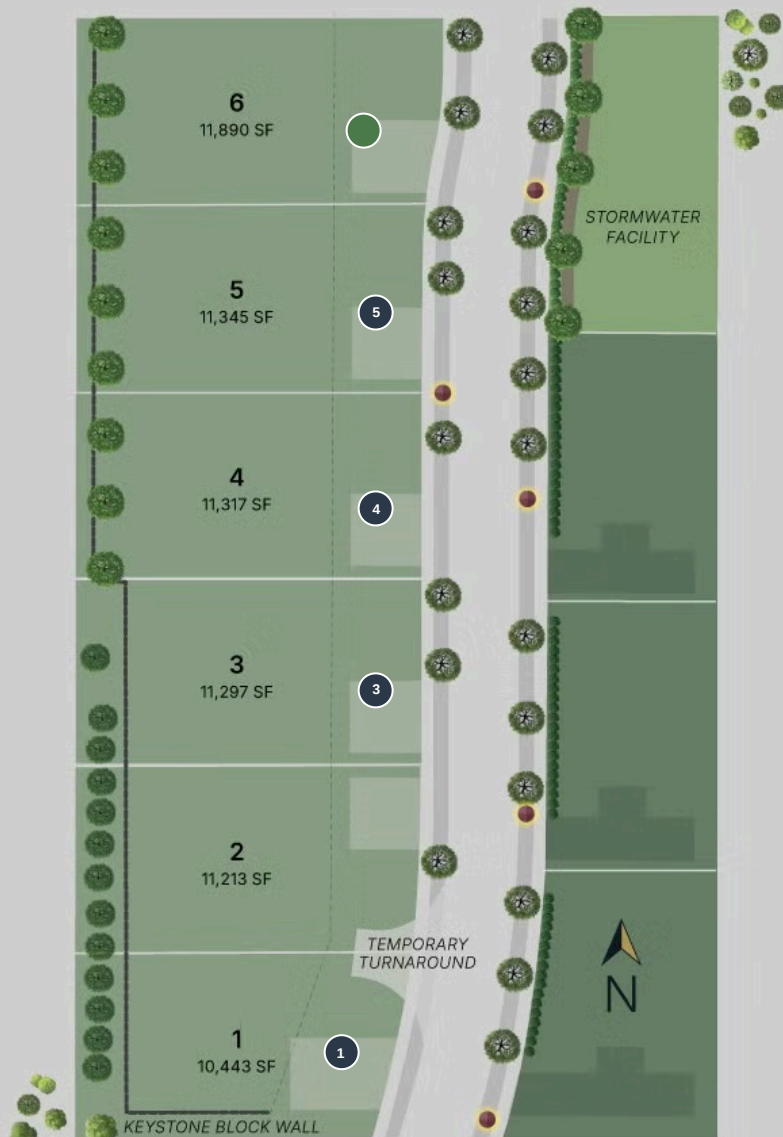 6
11,890 SF
STORMWATER
FACILITY
5
11,345 SF
5
4
11,317 SF
4
3
11,297 SF
3
2
11,213 SF
TEMPORARY
TURNAROUND
N
1
10,443 SF
1
KEYSTONE BLOCK WALL